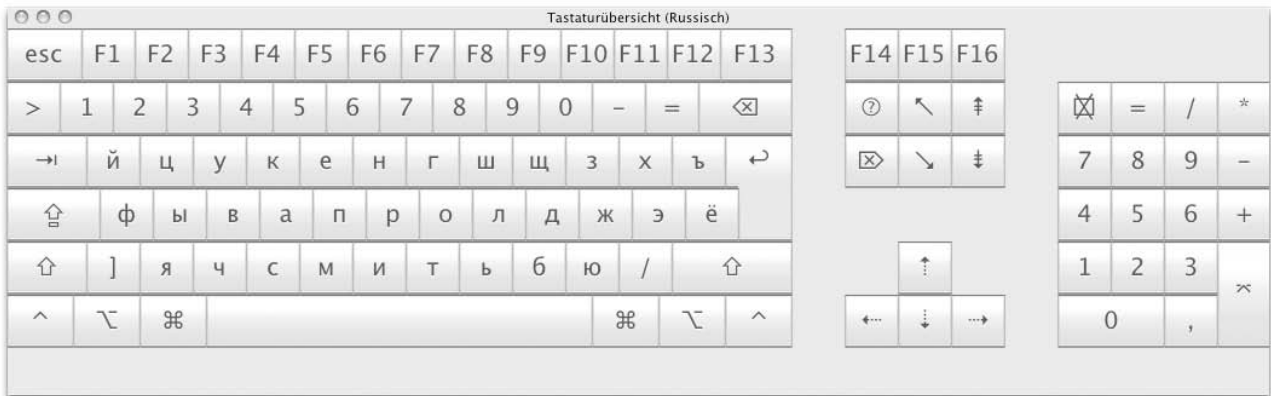 Tastaturübersicht (Russisch)
esc F1 F2 F3 F4 F5 F6 F7 F8 F9 F10 F11 F12 F13 F14 F15 F16
> 1 2 3 4 5 6 7 8 9 0 - = ⌫ ? ↖ ⇞ = / *
⇥ й ц у к е н г ш щ з х ъ ↩ ⌦ ↘ ⇟ 7 8 9 -
⇪ ф ы в а п р о л д ж э ё 4 5 6 +
⇧ ] я ч с м и т ь б ю / ⇧ ⇡ 1 2 3 ⌤
^ ⌥ ⌘ ⌘ ⌥ ^ ⇠ ⇣ ⇢ 0 ,